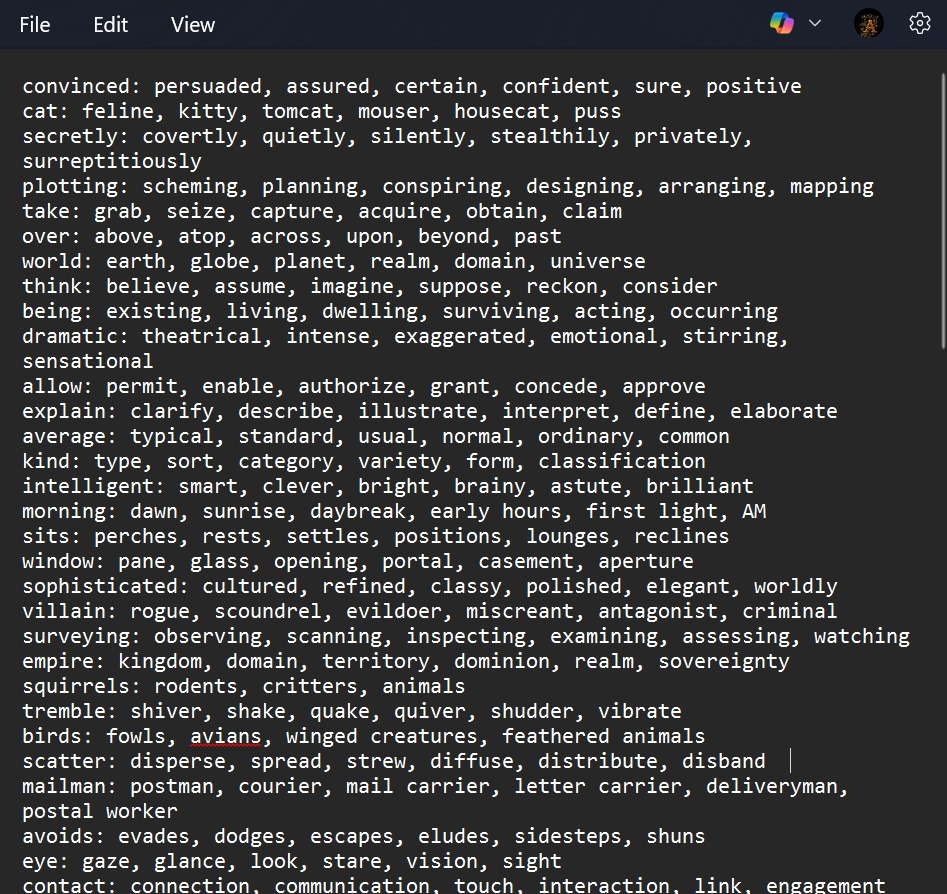 File Edit View
convinced: persuaded, assured, certain, confident, sure, positive
cat: feline, kitty, tomcat, mouser, housecat, puss
secretly: covertly, quietly, silently, stealthily, privately,
surreptitiously
plotting: scheming, planning, conspiring, designing, arranging, mapping
take: grab, seize, capture, acquire, obtain, claim
over: above, atop, across, upon, beyond, past
world: earth, globe, planet, realm, domain, universe
think: believe, assume, imagine, suppose, reckon, consider
being: existing, living, dwelling, surviving, acting, occurring
dramatic: theatrical, intense, exaggerated, emotional, stirring,
sensational
allow: permit, enable, authorize, grant, concede, approve
explain: clarify, describe, illustrate, interpret, define, elaborate
average: typical, standard, usual, normal, ordinary, common
kind: type, sort, category, variety, form, classification
intelligent: smart, clever, bright, brainy, astute, brilliant
morning: dawn, sunrise, daybreak, early hours, first light, AM
sits: perches, rests, settles, positions, lounges, reclines
window: pane, glass, opening, portal, casement, aperture
sophisticated: cultured, refined, classy, polished, elegant, worldly
villain: rogue, scoundrel, evildoer, miscreant, antagonist, criminal
surveying: observing, scanning, inspecting, examining, assessing, watching
empire: kingdom, domain, territory, dominion, realm, sovereignty
squirrels: rodents, critters, animals
tremble: shiver, shake, quake, quiver, shudder, vibrate
birds: fowls, avians, winged creatures, feathered animals
scatter: disperse, spread, strew, diffuse, distribute, disband
mailman: postman, courier, mail carrier, letter carrier, deliveryman,
postal worker
avoids: evades, dodges, escapes, eludes, sidesteps, shuns
eye: gaze, glance, look, stare, vision, sight
contact: connection, communication, touch, interaction, link, engagement